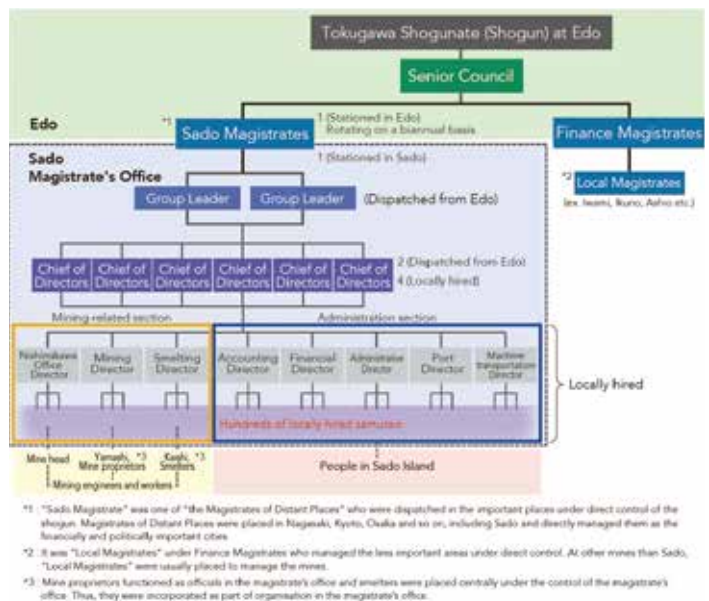 Tokugawa Shogunate (Shogun) at Edo
Senior Council
Edo
*1
Sado Magistrates
1 (Stationed in Edo)
Rotating on a biannual basis
Finance Magistrates
Sado
Magistrate's Office
1 (Stationed in Sado)
*2
Local Magistrates
(ex. Iwami, Ikuno, Ashio etc.)
Group Leader
Group Leader
(Dispatched from Edo)
Chief of
Directors
Chief of
Directors
Chief of
Directors
Chief of
Directors
Chief of
Directors
Chief of
Directors
2 (Dispatched from Edo)
4 (Locally hired)
Mining related section
Administration section
Nishimikawa
Office
Director
Mining
Director
Smelting
Director
Accounting
Director
Financial
Director
Administrative
Director
Port
Director
Maritime
transportation
Director
Locally hired
Hundreds of locally hired samurais
Mine head
Yamashi, *3
Mine proprietors
*3
Smelters
Mining engineers and workers
People in Sado Island
*1 : "Sado Magistrate" was one of "the Magistrates of Distant Places" who were dispatched in the important places under direct control of the
shogun. Magistrates of Distant Places were placed in Nagasaki, Kyoto, Osaka and so on, including Sado and directly managed them as the
financially and politically important cities.
*2 : It was "Local Magistrates" under Finance Magistrates who managed the less important areas under direct control. At other mines than Sado,
"Local Magistrates" were usually placed to manage the mines.
*3 : Mine proprietors functioned as officials in the magistrate's office and smelters were placed centrally under the control of the magistrate's
office. Thus, they were incorporated as part of organisation in the magistrate's office.